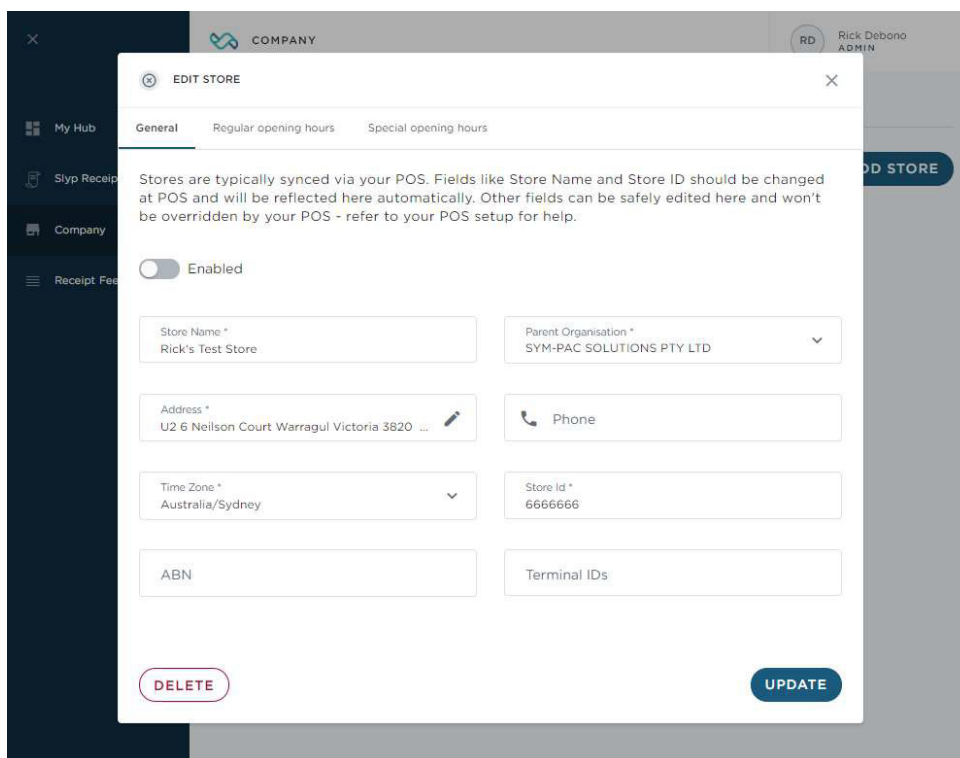 COMPANY
RD
Rick Debono
ADMIN
My Hub
Slyp Receip
Company
Receipt Fee
DD STORE
EDIT STORE
General
Regular opening hours
Special opening hours
Stores are typically synced via your POS. Fields like Store Name and Store ID should be changed
at POS and will be reflected here automatically. Other fields can be safely edited here and won't
be overridden by your POS - refer to your POS setup for help.
Enabled
Store Name *
Rick's Test Store
Parent Organisation *
SYM-PAC SOLUTIONS PTY LTD
Address *
U2 6 Neilson Court Warragul Victoria 3820 ...
Phone
Time Zone *
Australia/Sydney
Store Id *
6666666
ABN
Terminal IDs
DELETE
UPDATE